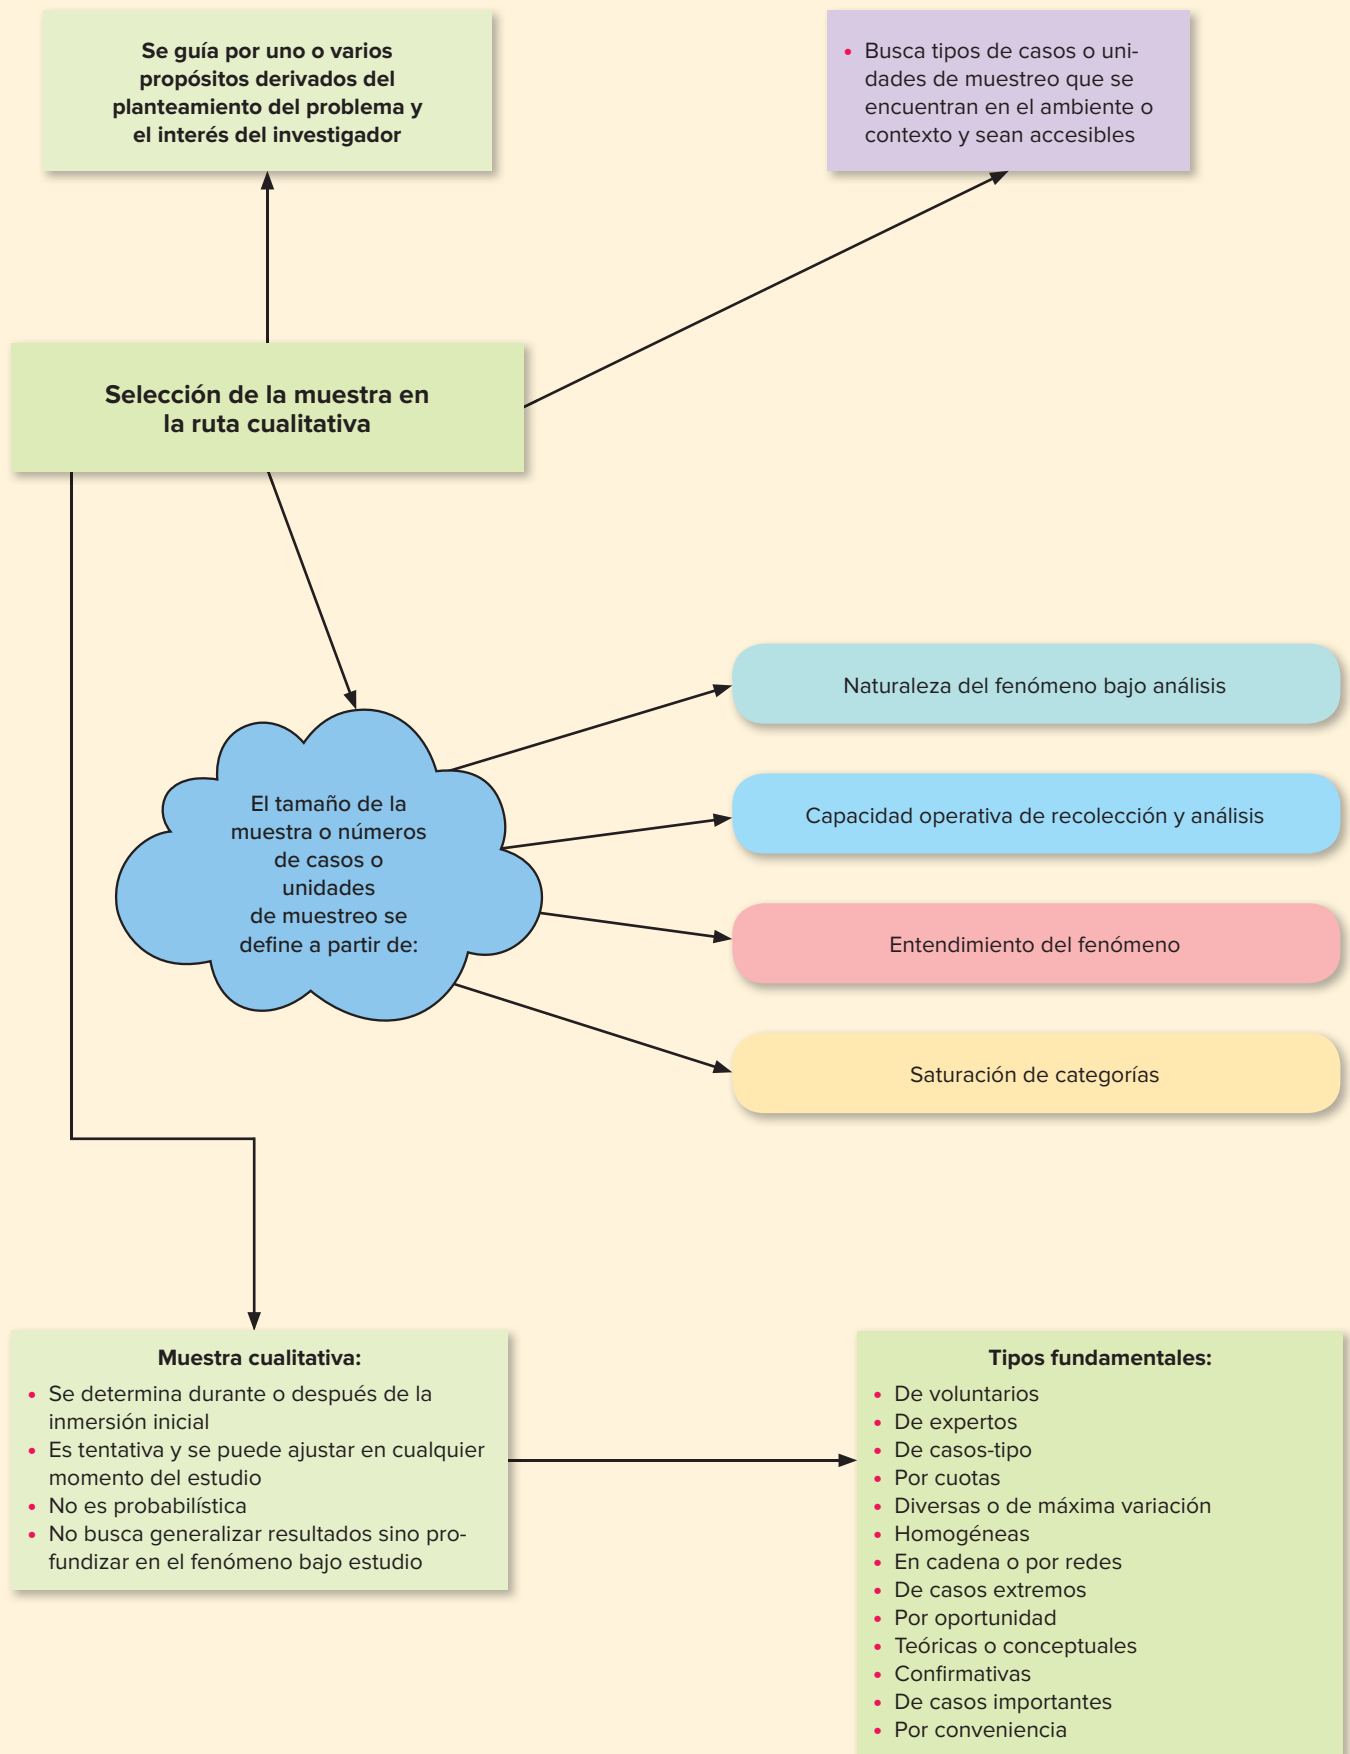 Se guía por uno o varios
propósitos derivados del
planteamiento del problema y
el interés del investigador
• Busca tipos de casos o uni-
dades de muestreo que se
encuentran en el ambiente o
contexto y sean accesibles
Selección de la muestra en
la ruta cualitativa
El tamaño de la
muestra o números
de casos o
unidades
de muestreo se
define a partir de:
Naturaleza del fenómeno bajo análisis
Capacidad operativa de recolección y análisis
Entendimiento del fenómeno
Saturación de categorías
Muestra cualitativa:
• Se determina durante o después de la
inmersión inicial
• Es tentativa y se puede ajustar en cualquier
momento del estudio
• No es probabilística
• No busca generalizar resultados sino pro-
fundizar en el fenómeno bajo estudio
Tipos fundamentales:
• De voluntarios
• De expertos
• De casos-tipo
• Por cuotas
• Diversas o de máxima variación
• Homogéneas
• En cadena o por redes
• De casos extremos
• Por oportunidad
• Teóricas o conceptuales
• Confirmativas
• De casos importantes
• Por conveniencia